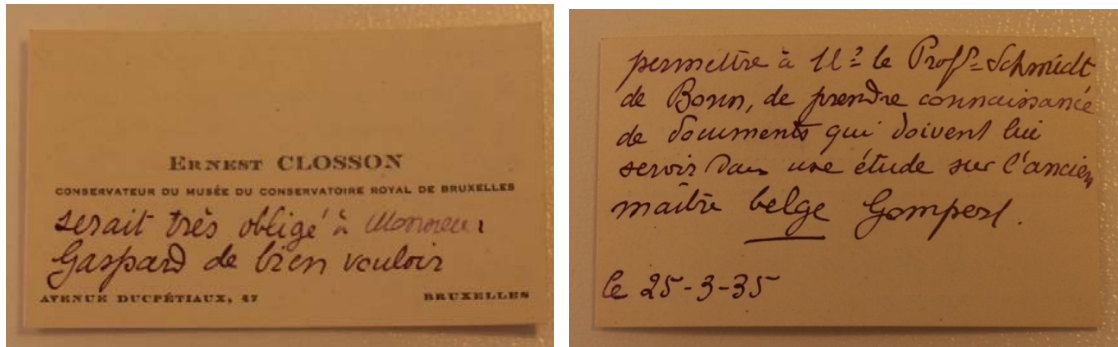 ERNEST CLOSSON
CONSERVATEUR DU MUSÉE DU CONSERVATOIRE ROYAL DE BRUXELLES
serait très obligé à Monsieur
Gaspard de bien vouloir
AVENUE DUCPÉTIAUX, 47
BRUXELLES
permettre à Mr le Profr Schmidt
de Bonn, de prendre connaissance
de documents qui doivent lui
servir dans une étude sur l'ancien
maître belge Gompert.
le 25-3-35